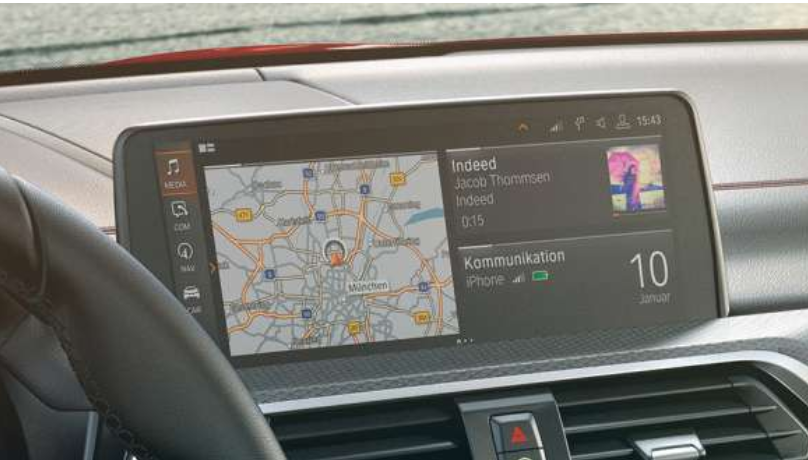 15:43
MEDIA
COM
NAV
CAR
München
Indeed
Jacob Thommsen
Indeed
0:15
Kommunikation
iPhone
10
Januar